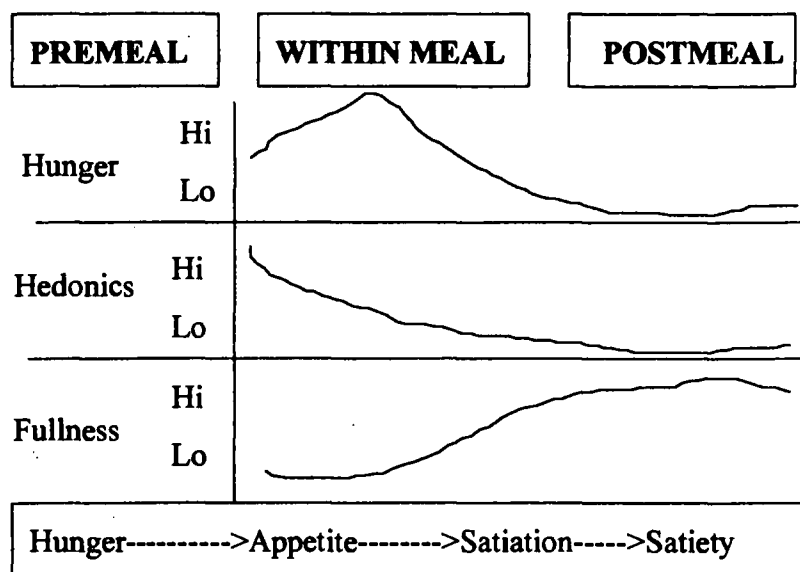 PREMEAL WITHIN MEAL POSTMEAL
Hi
Hunger
Lo
Hi
Hedonics
Lo
Hi
Fullness
Lo
Hunger---------->Appetite-------->Satiation----->Satiety